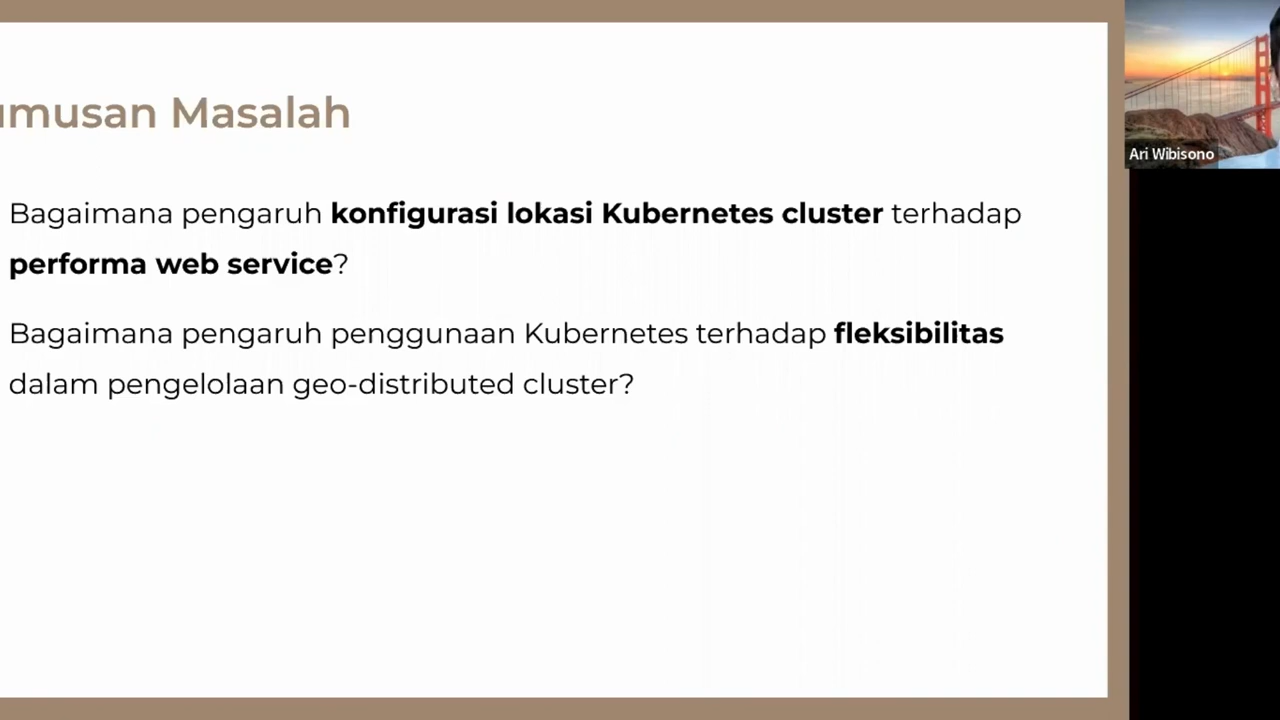 umusan Masalah
Bagaimana pengaruh konfigurasi lokasi Kubernetes cluster terhadap
performa web service?
Bagaimana pengaruh penggunaan Kubernetes terhadap fleksibilitas
dalam pengelolaan geo-distributed cluster?
Ari Wibisono